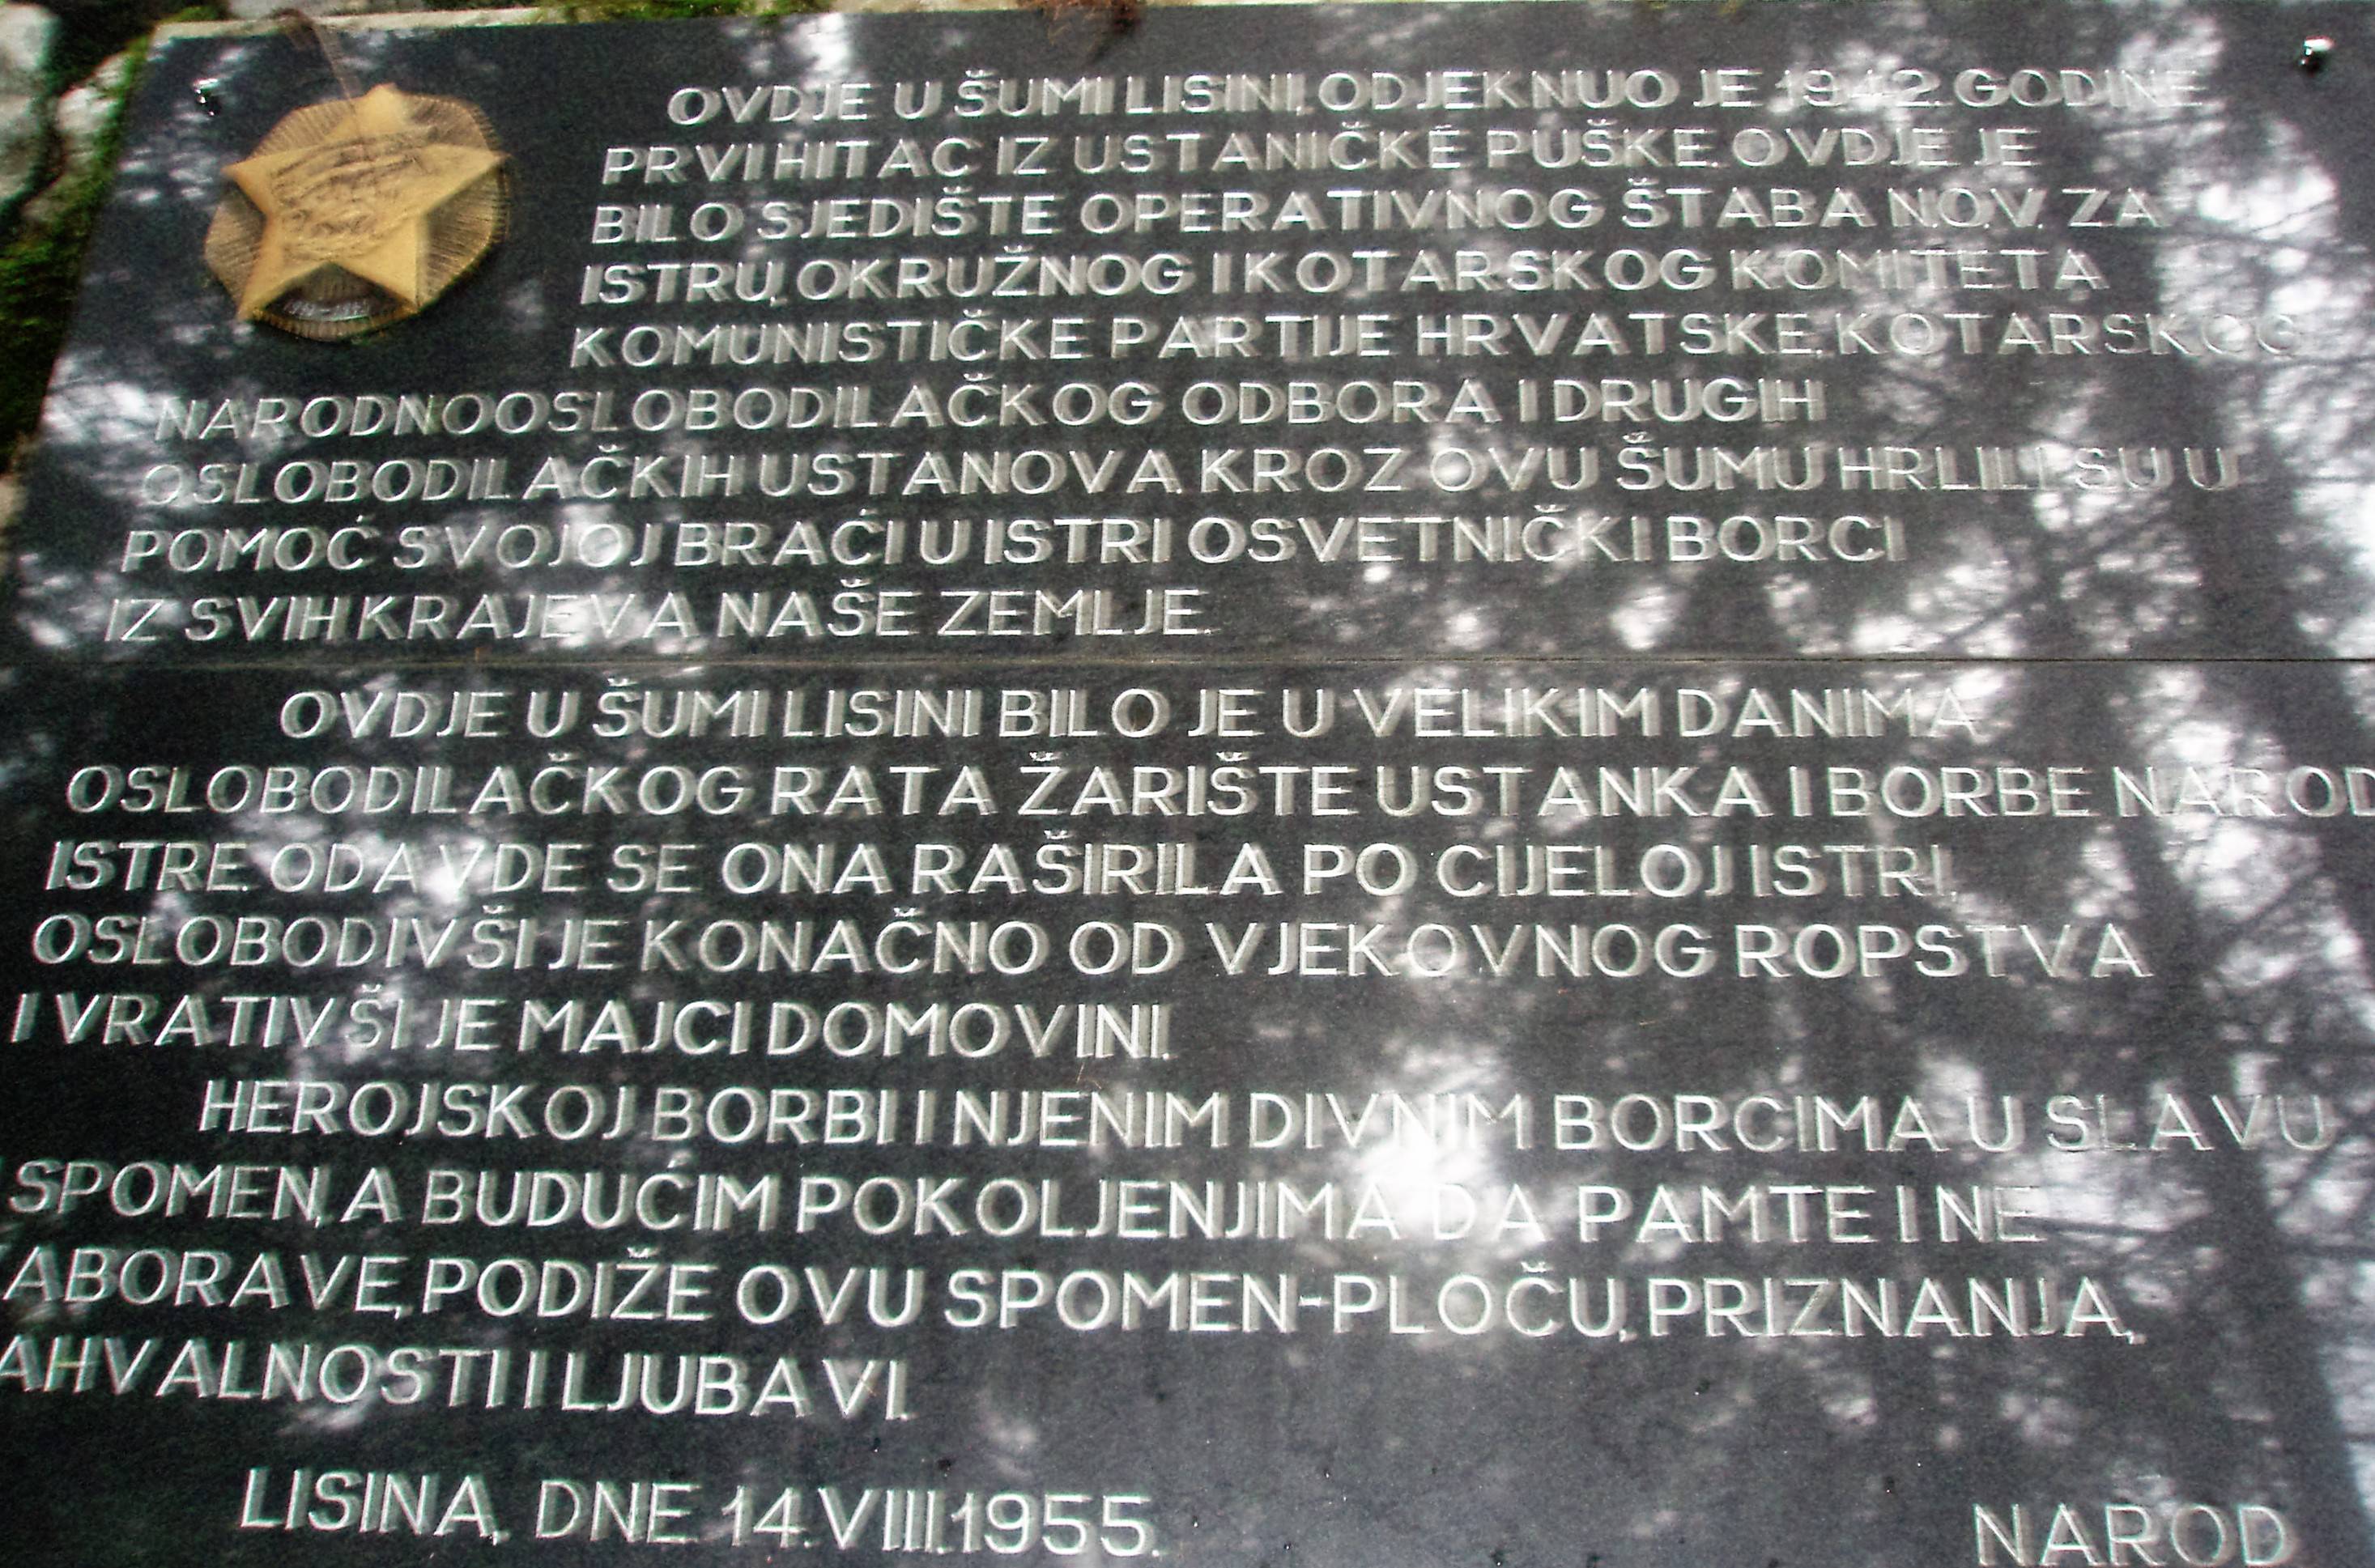 OVDJE U ŠUMI LISINI, ODJEKNUO JE 1942. GODINE
PRVI HITAC IZ USTANIČKE PUŠKE. OVDJE JE
BILO SJEDIŠTE OPERATIVNOG ŠTABA N.O.V. ZA
ISTRU, OKRUŽNOG I KOTARSKOG KOMITETA
KOMUNISTIČKE PARTIJE HRVATSKE, KOTARSKOG
NARODNOOSLOBODILAČKOG ODBORA I DRUGIH
OSLOBODILAČKIH USTANOVA. KROZ OVU ŠUMU HRLILI SU U
POMOĆ SVOJOJ BRAĆI U ISTRI OSVETNIČKI BORCI
IZ SVIH KRAJEVA NAŠE ZEMLJE.
OVDJE U ŠUMI LISINI BILO JE U VELIKIM DANIMA
OSLOBODILAČKOG RATA ŽARIŠTE USTANKA I BORBE NAROD
ISTRE. ODAVDE SE ONA RAŠIRILA PO CIJELOJ ISTRI,
OSLOBODIVŠI JE KONAČNO OD VJEKOVNOG ROPSTVA
I VRATIVŠI JE MAJCI DOMOVINI.
HEROJSKOJ BORBI I NJENIM DIVNIM BORCIMA U SLAVU
SPOMEN, A BUDUĆIM POKOLJENJIMA DA PAMTE I NE
ABORAVE, PODIŽE OVU SPOMEN-PLOČU, PRIZNANJA,
AHVALNOSTI I LJUBAVI.
LISINA, DNE. 14.VIII.1955.
NAROD